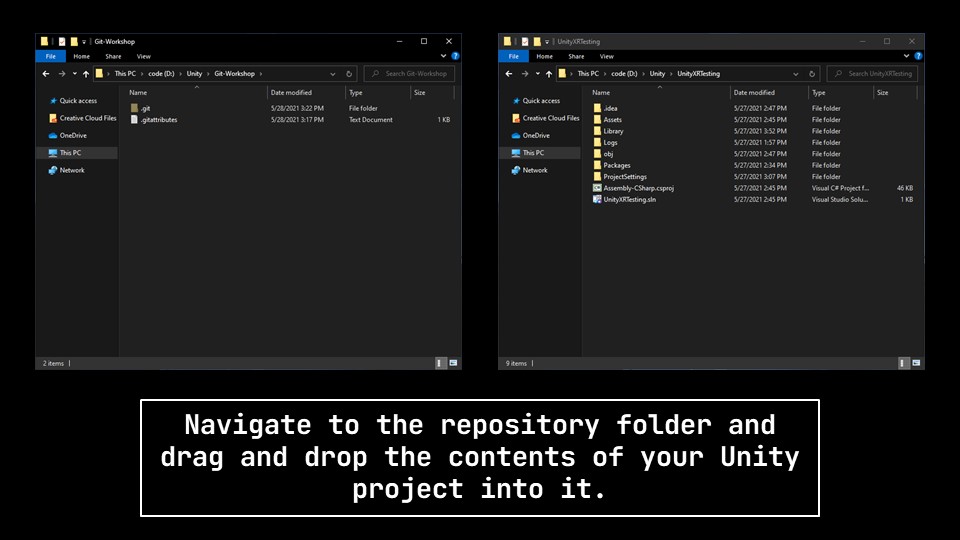 Git-Workshop
File Home Share View
This PC > code (D:) > Unity > Git-Workshop >
Search Git-Workshop
Name Date modified Type Size
Quick access
Creative Cloud Files
OneDrive
This PC
Network
.git 5/28/2021 3:22 PM File folder
.gitattributes 5/28/2021 3:17 PM Text Document 1 KB
2 items
UnityXRTesting
File Home Share View
This PC > code (D:) > Unity > UnityXRTesting
Search UnityXRTesting
Name Date modified Type Size
Quick access
Creative Cloud Files
OneDrive
This PC
Network
.idea 5/27/2021 2:47 PM File folder
Assets 5/27/2021 2:45 PM File folder
Library 5/27/2021 3:52 PM File folder
Logs 5/27/2021 1:57 PM File folder
obj 5/27/2021 2:47 PM File folder
Packages 5/27/2021 2:34 PM File folder
ProjectSettings 5/27/2021 3:07 PM File folder
Assembly-CSharp.csproj 5/27/2021 2:45 PM Visual C# Project f... 46 KB
UnityXRTesting.sln 5/27/2021 2:45 PM Visual Studio Solu... 1 KB
9 items
Navigate to the repository folder and
drag and drop the contents of your Unity
project into it.